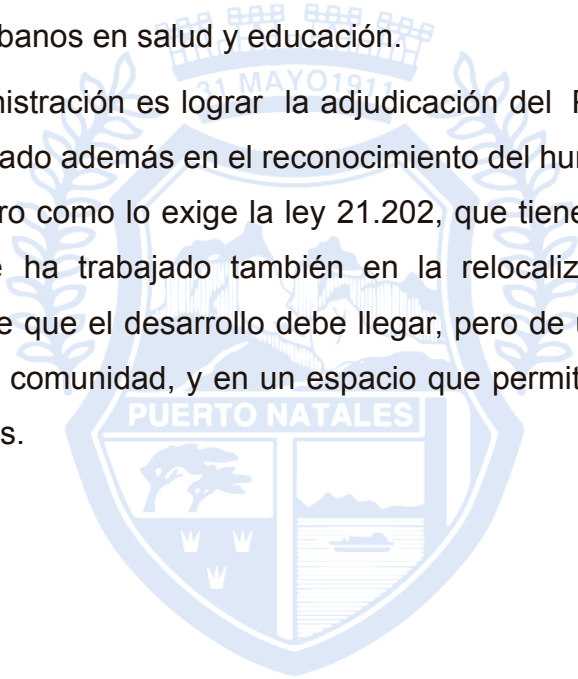 banos en salud y educación.
31 MAYO 1911
nistración es lograr la adjudicación del
ado además en el reconocimiento del hu
ro como lo exige la ley 21.202, que tiene
ha trabajado también en la relocaliz
e que el desarrollo debe llegar, pero de
comunidad, y en un espacio que permit
PUERTO NATALES
s.